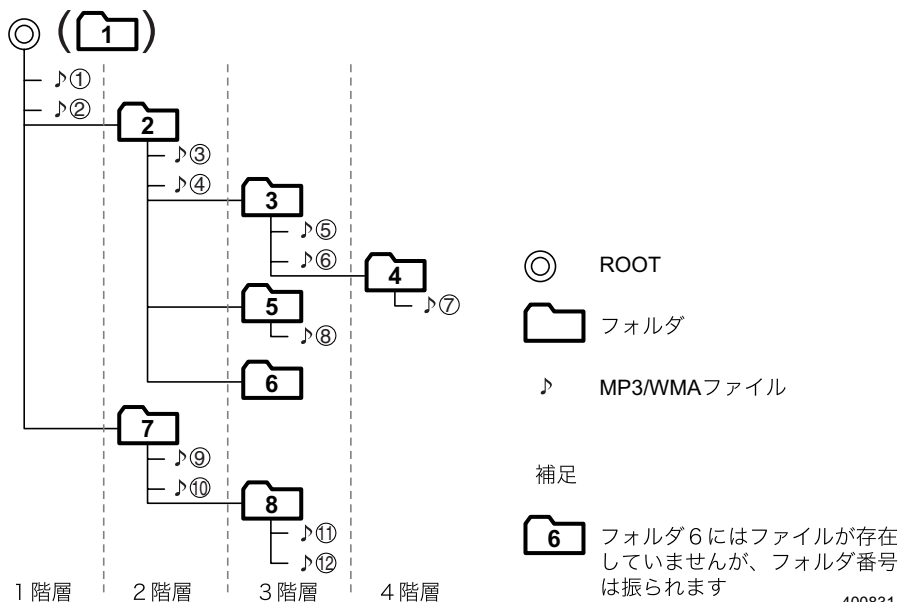 (1)
♪①
♪②
2
♪③
♪④
3
♪⑤
♪⑥
4
♪⑦
5
♪⑧
6
7
♪⑨
♪⑩
8
♪⑪
♪⑫
1階層 2階層 3階層 4階層
ROOT
フォルダ
♪ MP3/WMAファイル
補足
6 フォルダ6にはファイルが存在
していませんが、フォルダ番号
は振られます